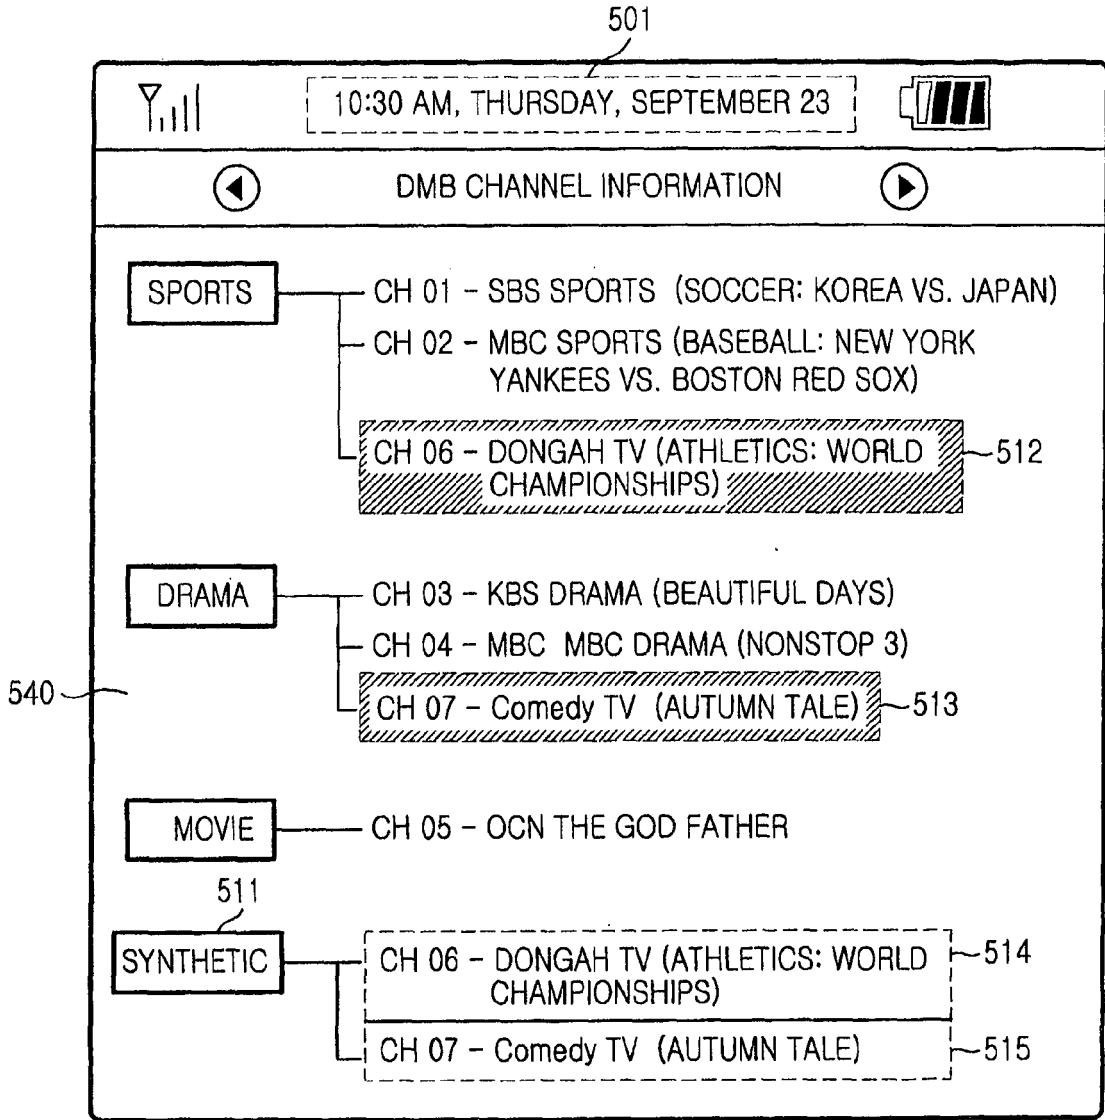 501
10:30 AM, THURSDAY, SEPTEMBER 23
DMB CHANNEL INFORMATION
SPORTS
CH 01 - SBS SPORTS (SOCCER: KOREA VS. JAPAN)
CH 02 - MBC SPORTS (BASEBALL: NEW YORK
YANKEES VS. BOSTON RED SOX)
CH 06 - DONGAH TV (ATHLETICS: WORLD
CHAMPIONSHIPS)
512
DRAMA
CH 03 - KBS DRAMA (BEAUTIFUL DAYS)
CH 04 - MBC MBC DRAMA (NONSTOP 3)
540
CH 07 - Comedy TV (AUTUMN TALE)
513
MOVIE
CH 05 - OCN THE GOD FATHER
511
SYNTHETIC
CH 06 - DONGAH TV (ATHLETICS: WORLD
CHAMPIONSHIPS)
514
CH 07 - Comedy TV (AUTUMN TALE)
515